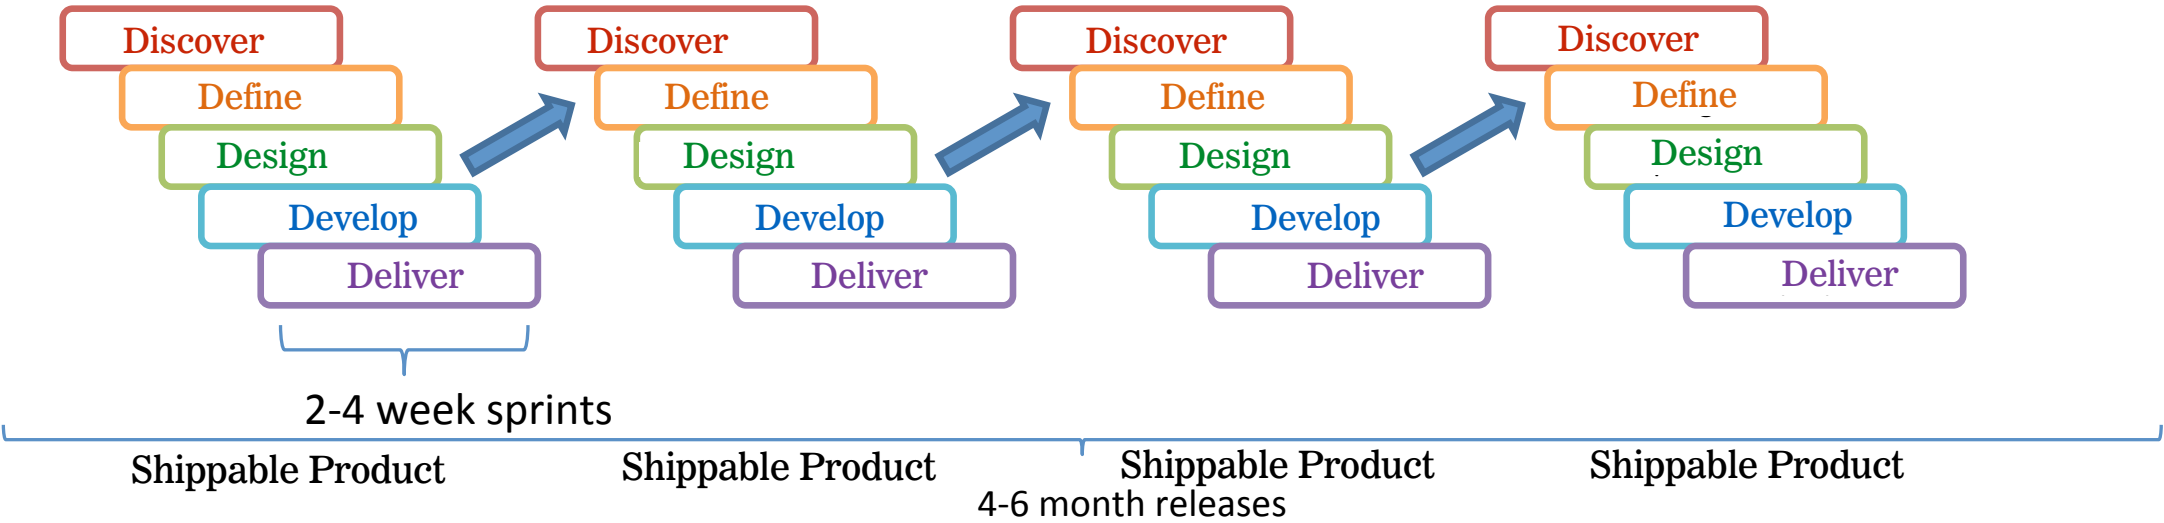 Discover
Define
Design
Develop
Deliver
Discover
Define
Design
Develop
Deliver
Discover
Define
Design
Develop
Deliver
Discover
Define
Design
Develop
Deliver
2-4 week sprints
Shippable Product
Shippable Product
Shippable Product
Shippable Product
4-6 month releases